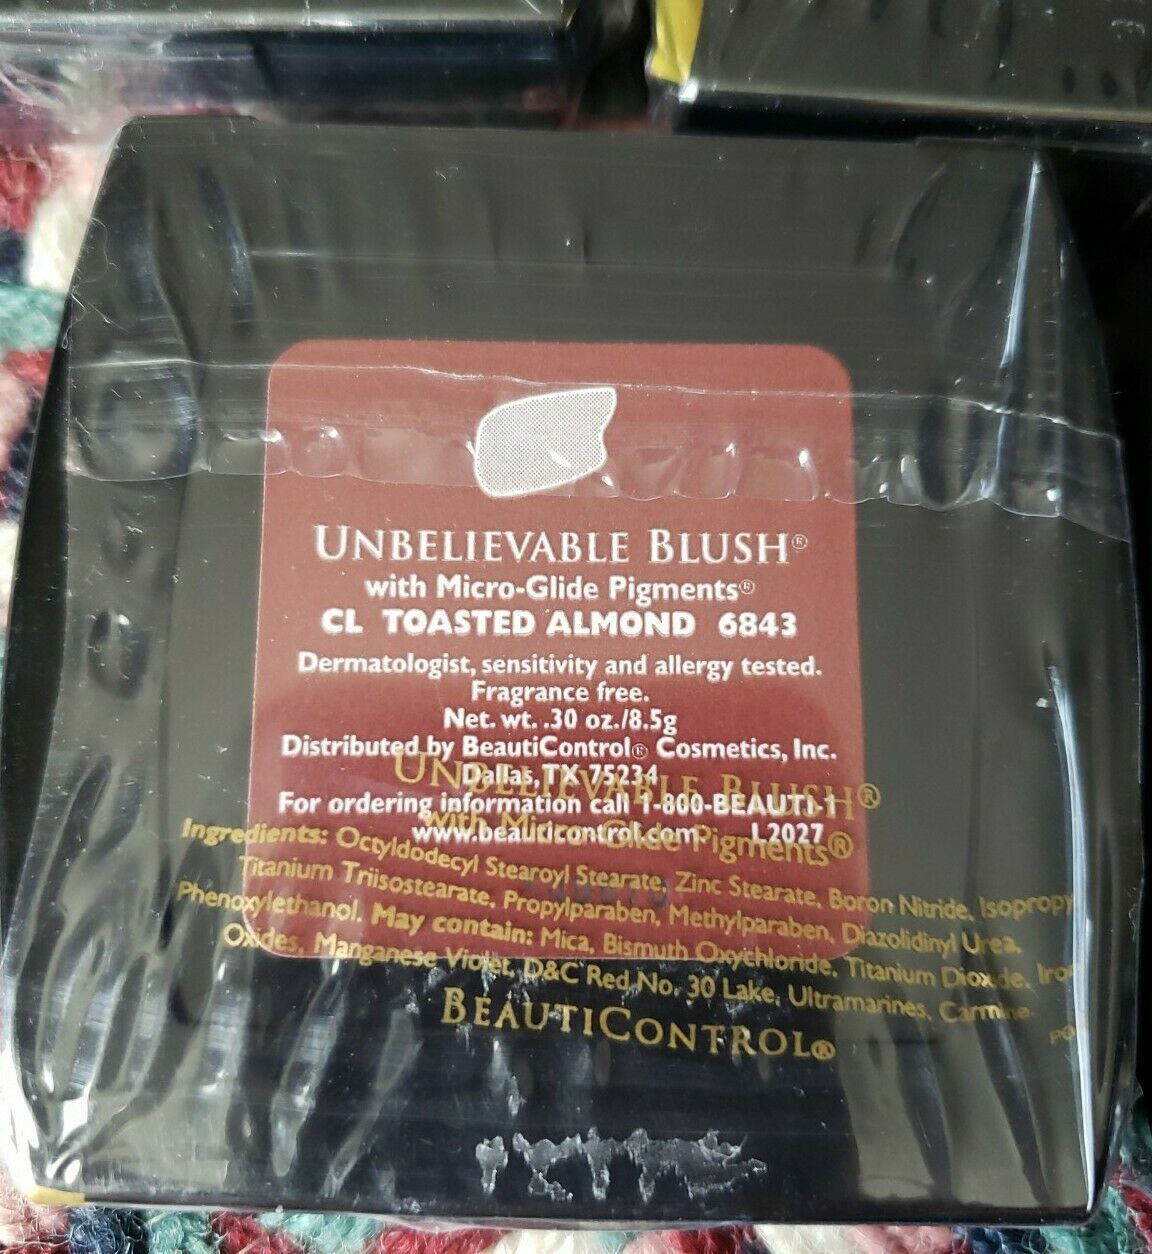 UNBELIEVABLE BLUSH®
with Micro-Glide Pigments®
CL TOASTED ALMOND 6843
Dermatologist, sensitivity and allergy tested.
Fragrance free.
Net. wt. .30 oz./8.5g
Distributed by BeautiControl® Cosmetics, Inc.
Dallas, TX 75234
For ordering information call 1-800-BEAUTI-1
www.beauticontrol.com L2027
UNBELIEVABLE BLUSH®
with Micro-Glide Pigments®
Ingredients: Octyldodecyl Stearoyl Stearate, Zinc Stearate, Boron Nitride, Isopropy
Titanium Triisostearate, Propylparaben, Methylparaben, Diazolidinyl Urea,
Phenoxylethanol. May contain: Mica, Bismuth Oxychloride, Titanium Dioxide, Iron
Oxides, Manganese Violet, D&C Red No. 30 Lake, Ultramarines, Carmine.
PO
BEAUTICONTROL®